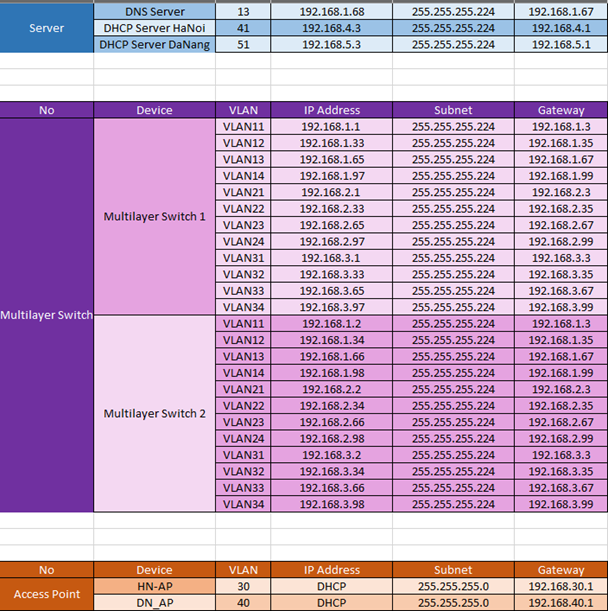 DNS Server 13 192.168.1.68 255.255.255.224 192.168.1.67
Server DHCP Server HaNoi 41 192.168.4.3 255.255.255.224 192.168.4.1
DHCP Server DaNang 51 192.168.5.3 255.255.255.224 192.168.5.1
No Device VLAN IP Address Subnet Gateway
VLAN11 192.168.1.1 255.255.255.224 192.168.1.3
VLAN12 192.168.1.33 255.255.255.224 192.168.1.35
VLAN13 192.168.1.65 255.255.255.224 192.168.1.67
VLAN14 192.168.1.97 255.255.255.224 192.168.1.99
VLAN21 192.168.2.1 255.255.255.224 192.168.2.3
Multilayer Switch 1 VLAN22 192.168.2.33 255.255.255.224 192.168.2.35
VLAN23 192.168.2.65 255.255.255.224 192.168.2.67
VLAN24 192.168.2.97 255.255.255.224 192.168.2.99
VLAN31 192.168.3.1 255.255.255.224 192.168.3.3
VLAN32 192.168.3.33 255.255.255.224 192.168.3.35
VLAN33 192.168.3.65 255.255.255.224 192.168.3.67
VLAN34 192.168.3.97 255.255.255.224 192.168.3.99
Multilayer Switch VLAN11 192.168.1.2 255.255.255.224 192.168.1.3
VLAN12 192.168.1.34 255.255.255.224 192.168.1.35
VLAN13 192.168.1.66 255.255.255.224 192.168.1.67
VLAN14 192.168.1.98 255.255.255.224 192.168.1.99
VLAN21 192.168.2.2 255.255.255.224 192.168.2.3
Multilayer Switch 2 VLAN22 192.168.2.34 255.255.255.224 192.168.2.35
VLAN23 192.168.2.66 255.255.255.224 192.168.2.67
VLAN24 192.168.2.98 255.255.255.224 192.168.2.99
VLAN31 192.168.3.2 255.255.255.224 192.168.3.3
VLAN32 192.168.3.34 255.255.255.224 192.168.3.35
VLAN33 192.168.3.66 255.255.255.224 192.168.3.67
VLAN34 192.168.3.98 255.255.255.224 192.168.3.99
No Device VLAN IP Address Subnet Gateway
Access Point HN-AP 30 DHCP 255.255.255.0 192.168.30.1
DN_AP 40 DHCP 255.255.255.0 192.168.40.1